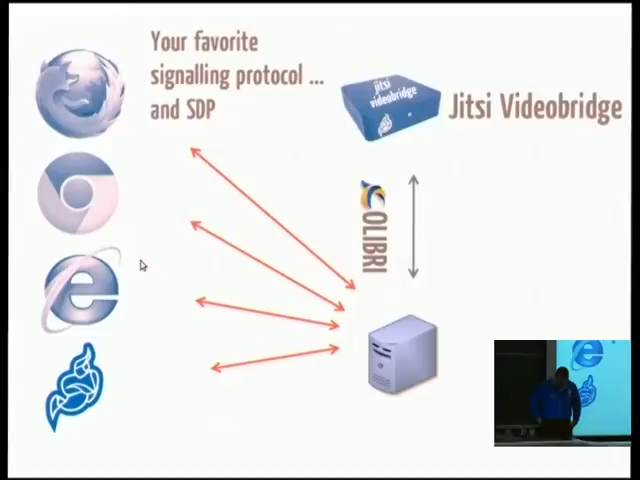 Your favorite
signalling protocol ...
and SDP
jitsi
videobridge
Jitsi Videobridge
COLIBRI